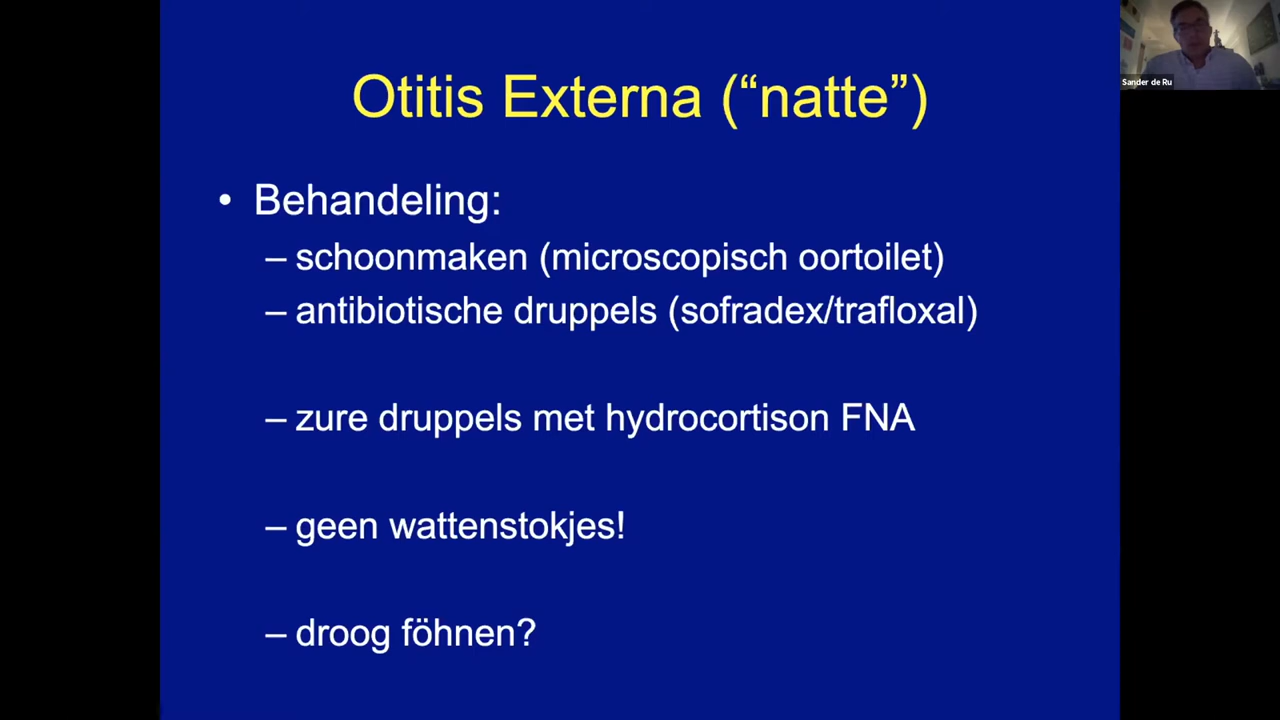 Otitis Externa (“natte”)
• Behandeling:
– schoonmaken (microscopisch oortoilet)
– antibiotische druppels (sofradex/trafloxal)
– zure druppels met hydrocortison FNA
– geen wattenstokjes!
– droog föhnen?
Sander de Ru